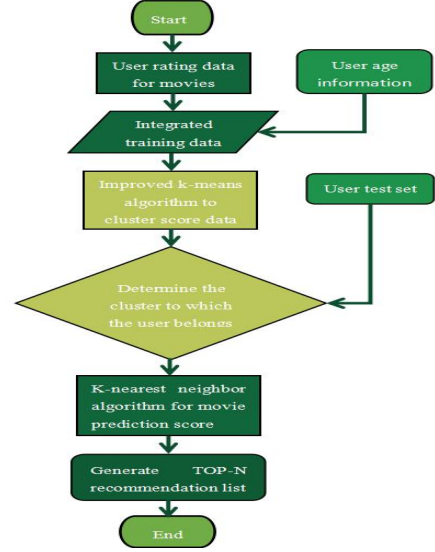 Start
User rating data
for movies
User age
information
Integrated
training data
Improved k-means
algorithm to
cluster score data
User test set
Determine the
cluster to which
the user belongs
K-nearest neighbor
algorithm for movie
prediction score
Generate TOP-N
recommendation list
End